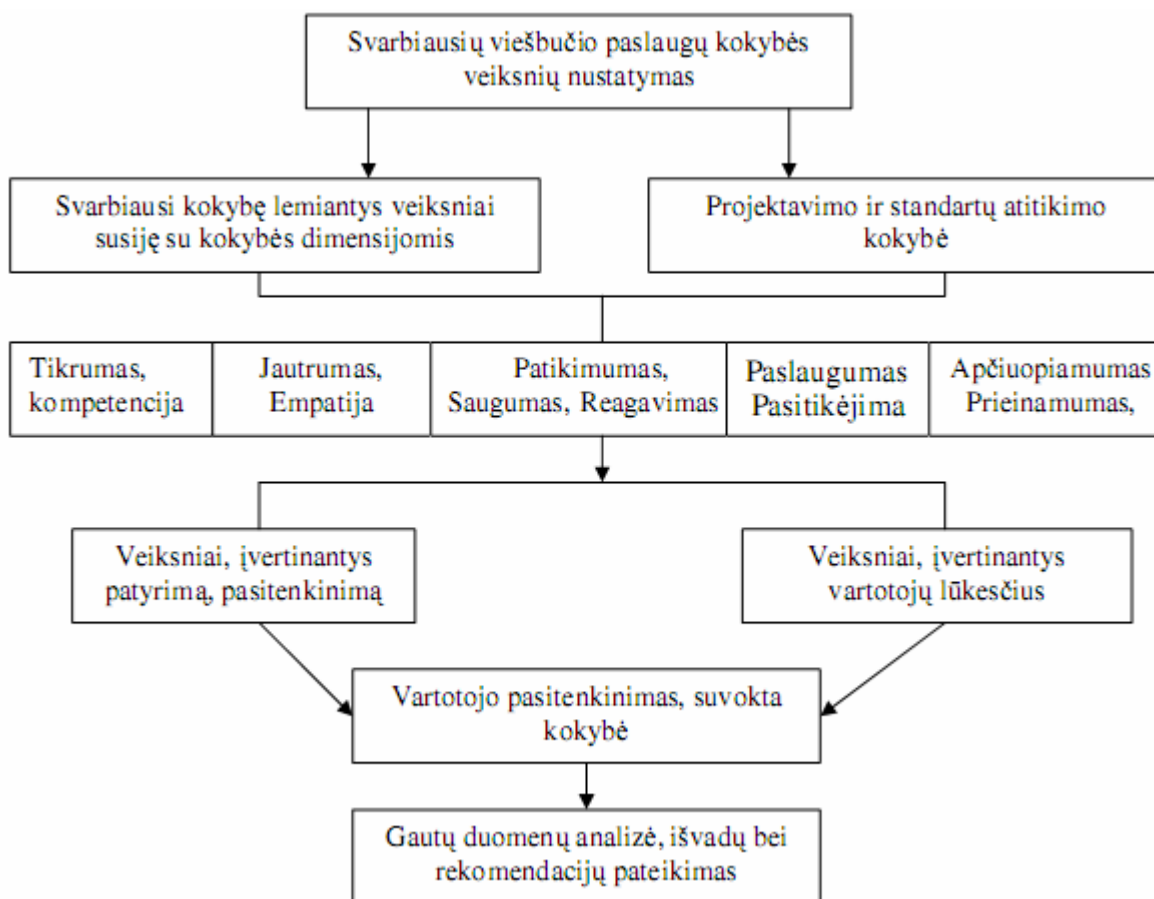 Svarbiausių viešbučio paslaugų kokybės
veiksnių nustatymas
Svarbiausi kokybę lemiantys veiksniai
susiję su kokybės dimensijomis
Projektavimo ir standartų atitikimo
kokybė
Tikrumas,
kompetencija
Jautrumas,
Empatija
Patikimumas,
Saugumas, Reagavimas
Paslaugumas
Pasitikėjima
Apčiuopiamumas
Prieinamumas,
Veiksniai, įvertinantys
patyrimą, pasitenkinimą
Veiksniai, įvertinantys
vartotojų lūkesčius
Vartotojo pasitenkinimas, suvokta
kokybė
Gautų duomenų analizė, išvadų bei
rekomendacijų pateikimas